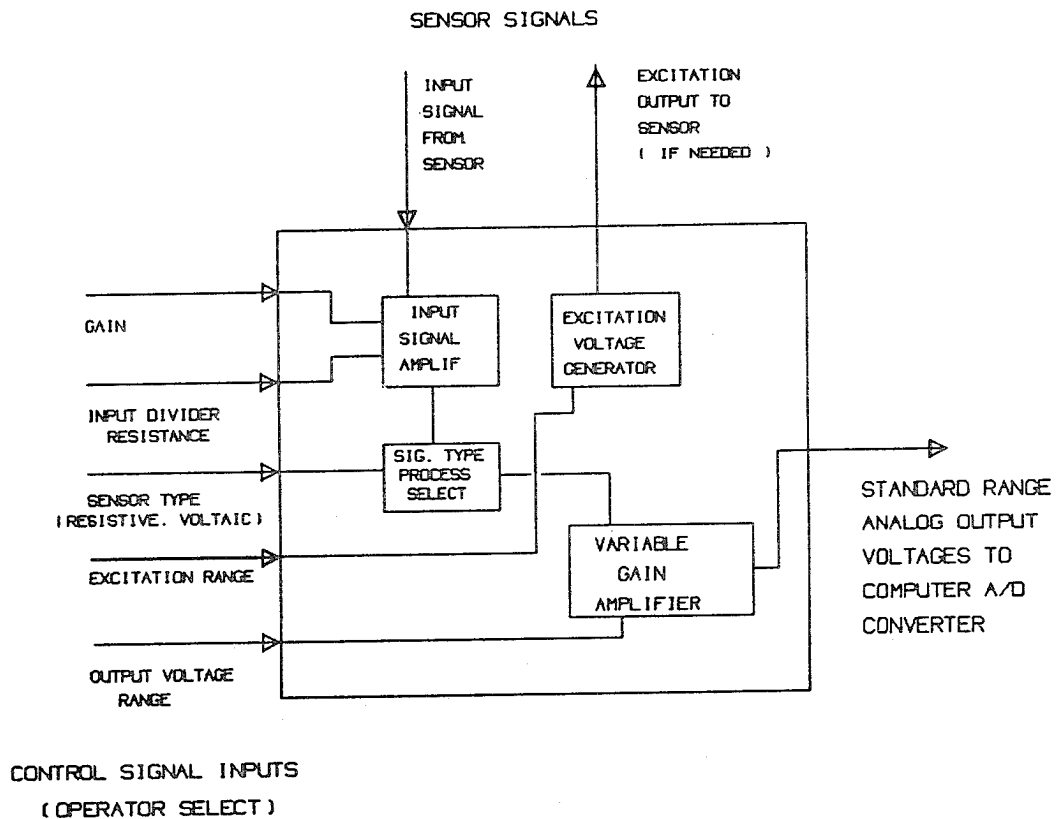 SENSOR SIGNALS
INPUT
SIGNAL
FROM
SENSOR
EXCITATION
OUTPUT TO
SENSOR
( IF NEEDED )
GAIN
INPUT DIVIDER
RESISTANCE
SENSOR TYPE
(RESISTIVE. VOLTAIC)
EXCITATION RANGE
OUTPUT VOLTAGE
RANGE
INPUT
SIGNAL
AMPLIF
EXCITATION
VOLTAGE
GENERATOR
SIG. TYPE
PROCESS
SELECT
VARIABLE
GAIN
AMPLIFIER
STANDARD RANGE
ANALOG OUTPUT
VOLTAGES TO
COMPUTER A/D
CONVERTER
CONTROL SIGNAL INPUTS
(OPERATOR SELECT)